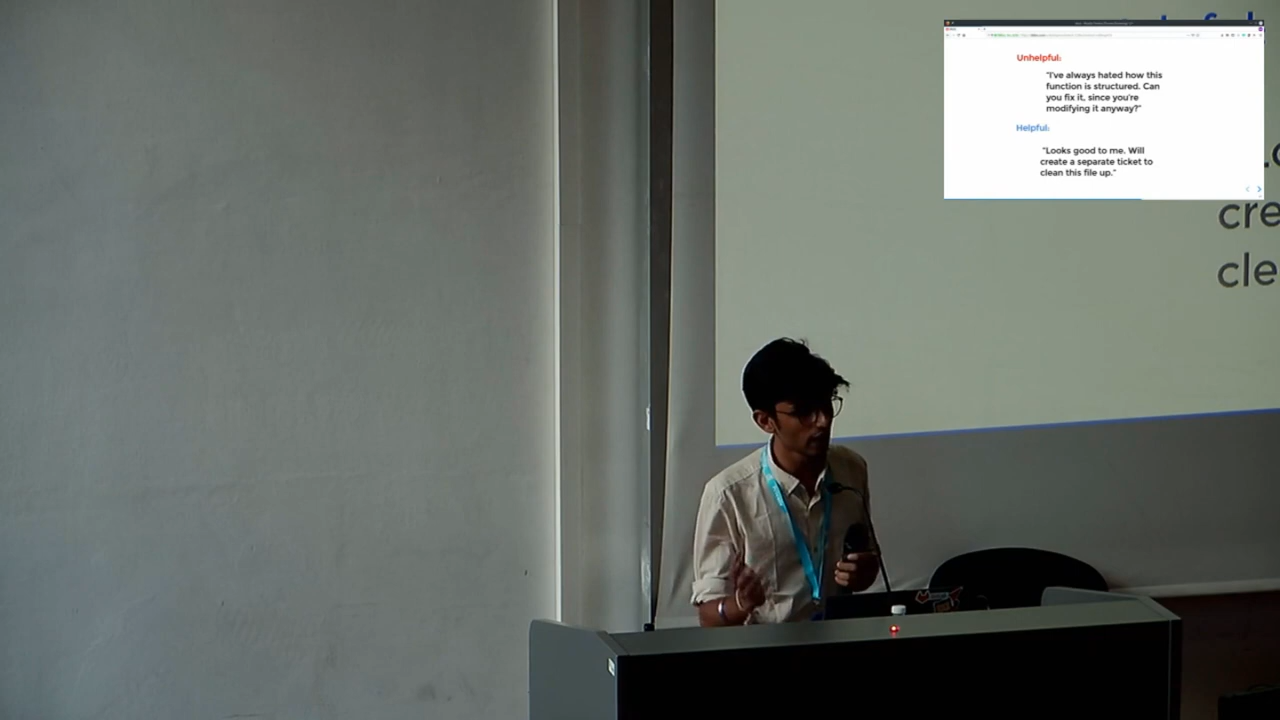 Unhelpful:
"I've always hated how this
function is structured. Can
you fix it, since you're
modifying it anyway?"
Helpful:
"Looks good to me. Will
create a separate ticket to
clean this file up."
cre
cle